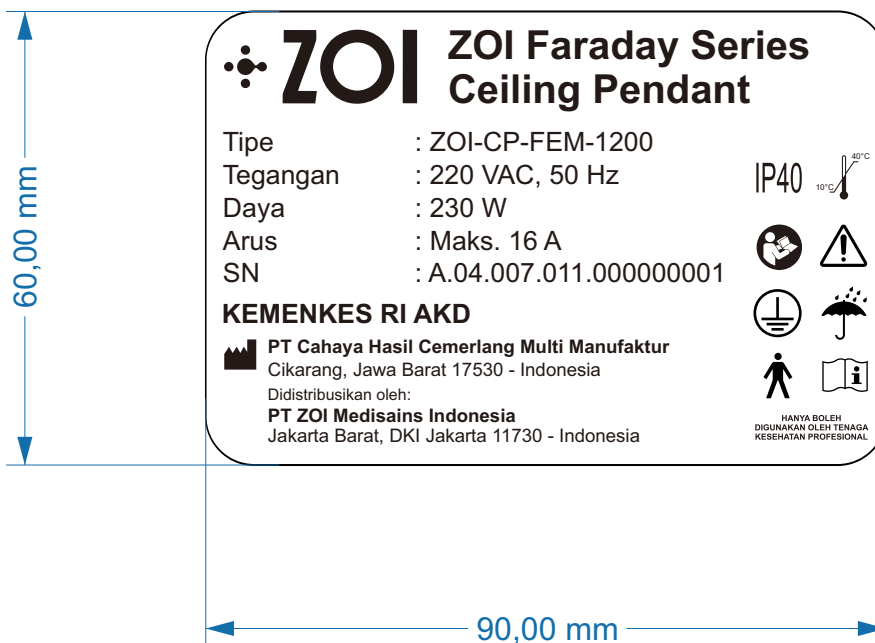 ZOI
ZOI Faraday Series
Ceiling Pendant
Tipe : ZOI-CP-FEM-1200
Tegangan : 220 VAC, 50 Hz
Daya : 230 W
Arus : Maks. 16 A
SN : A.04.007.011.000000001
IP40
40°C
10°C
KEMENKES RI AKD
PT Cahaya Hasil Cemerlang Multi Manufaktur
Cikarang, Jawa Barat 17530 - Indonesia
Didistribusikan oleh:
PT ZOI Medisains Indonesia
Jakarta Barat, DKI Jakarta 11730 - Indonesia
i
HANYA BOLEH
DIGUNAKAN OLEH TENAGA
KESEHATAN PROFESIONAL
60,00 mm
90,00 mm